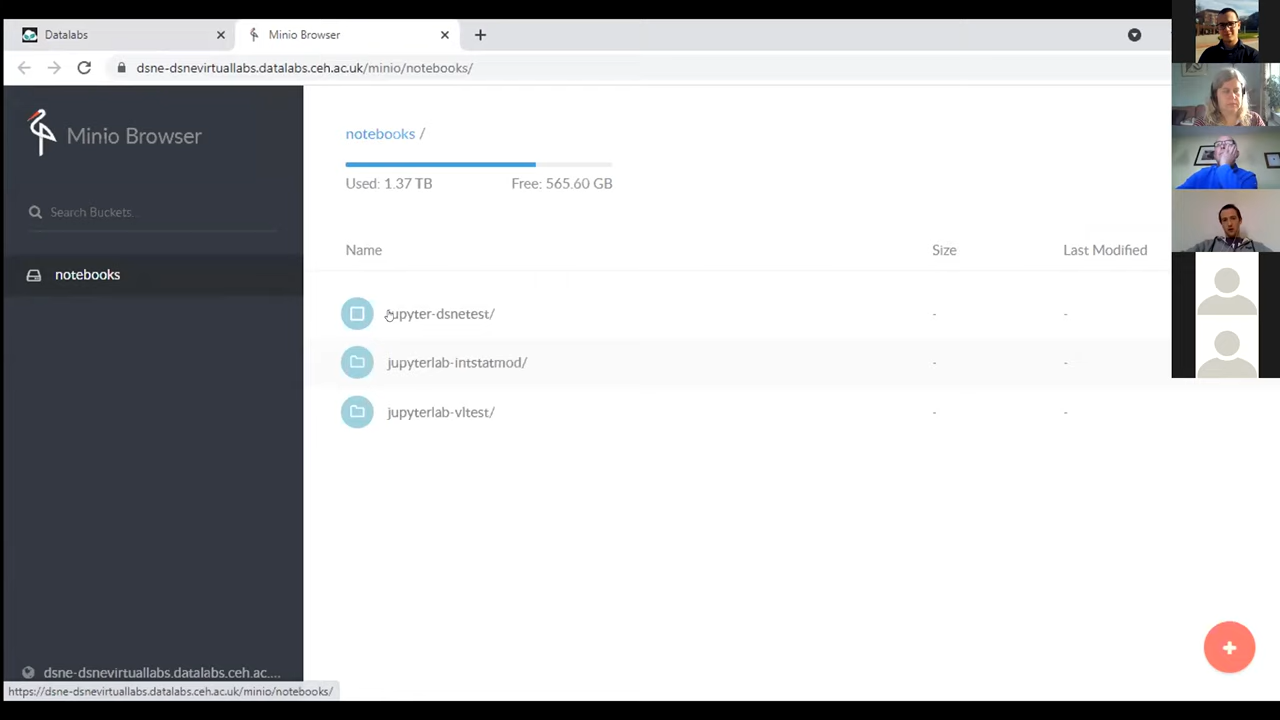 Datalabs
Minio Browser
dsne-dsnevirtuallabs.datalabs.ceh.ac.uk/minio/notebooks/
Minio Browser
Search Buckets...
notebooks
notebooks /
Used: 1.37 TB Free: 565.60 GB
Name Size Last Modified
jupyter-dsnetest/ - -
jupyterlab-intstatmod/ - -
jupyterlab-vltest/ - -
dsne-dsnevirtuallabs.datalabs.ceh.ac....
https://dsne-dsnevirtuallabs.datalabs.ceh.ac.uk/minio/notebooks/